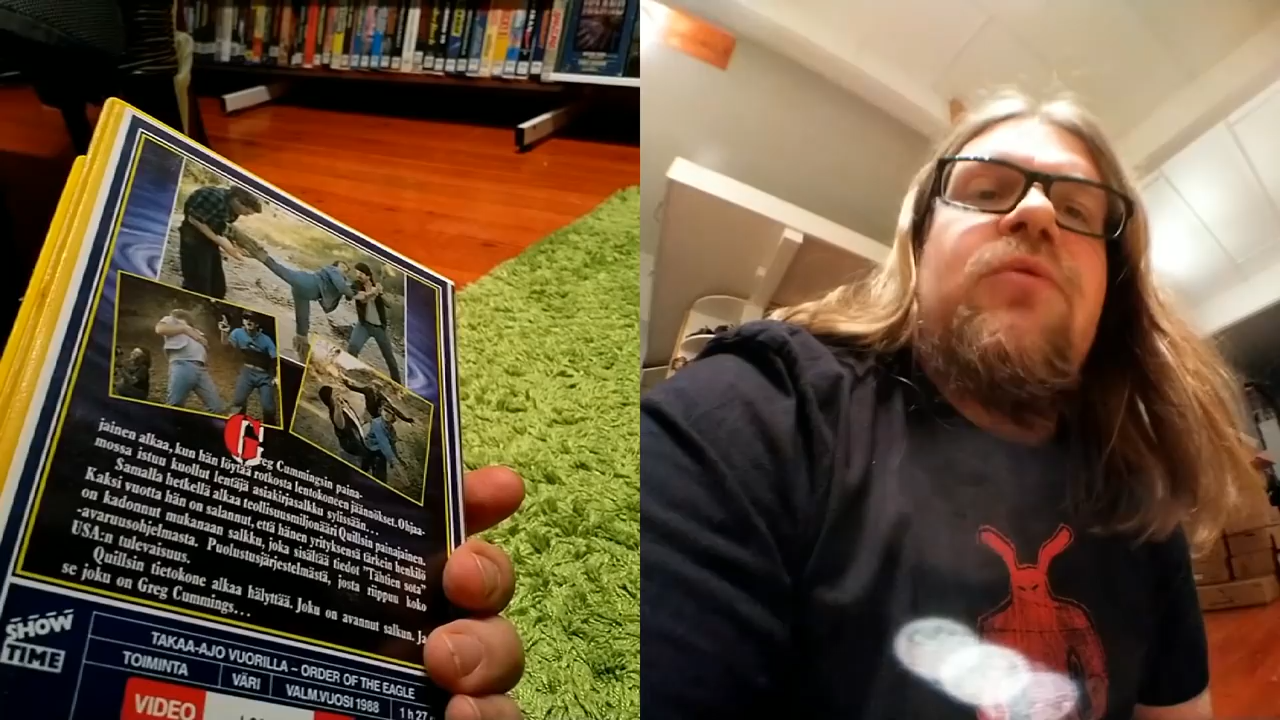 Greg Cummingsin paina-
jainen alkaa, kun hän löytää rotkosta lentokoneen jäännökset. Ohjaa-
mossa istuu kuollut lentäjä asiakirjasalkku sylissään...
Samalla hetkellä alkaa teollisuusmiljonääri Quillsin painajainen.
Kaksi vuotta hän on salannut, että hänen yrityksensä tärkein henkilö
on kadonnut mukanaan salkku, joka sisältää tiedot "Tähtien sota"
-avaruusohjelmasta. Puolustusjärjestelmästä, josta riippuu koko
USA:n tulevaisuus.
Quillsin tietokone alkaa hälyttää. Joku on avannut salkun. Ja
se joku on Greg Cummings...
SHOW
TIME
TAKAA-AJO VUORILLA – ORDER OF THE EAGLE
TOIMINTA VÄRI VALM.VUOSI 1988 1 h 27
VIDEO